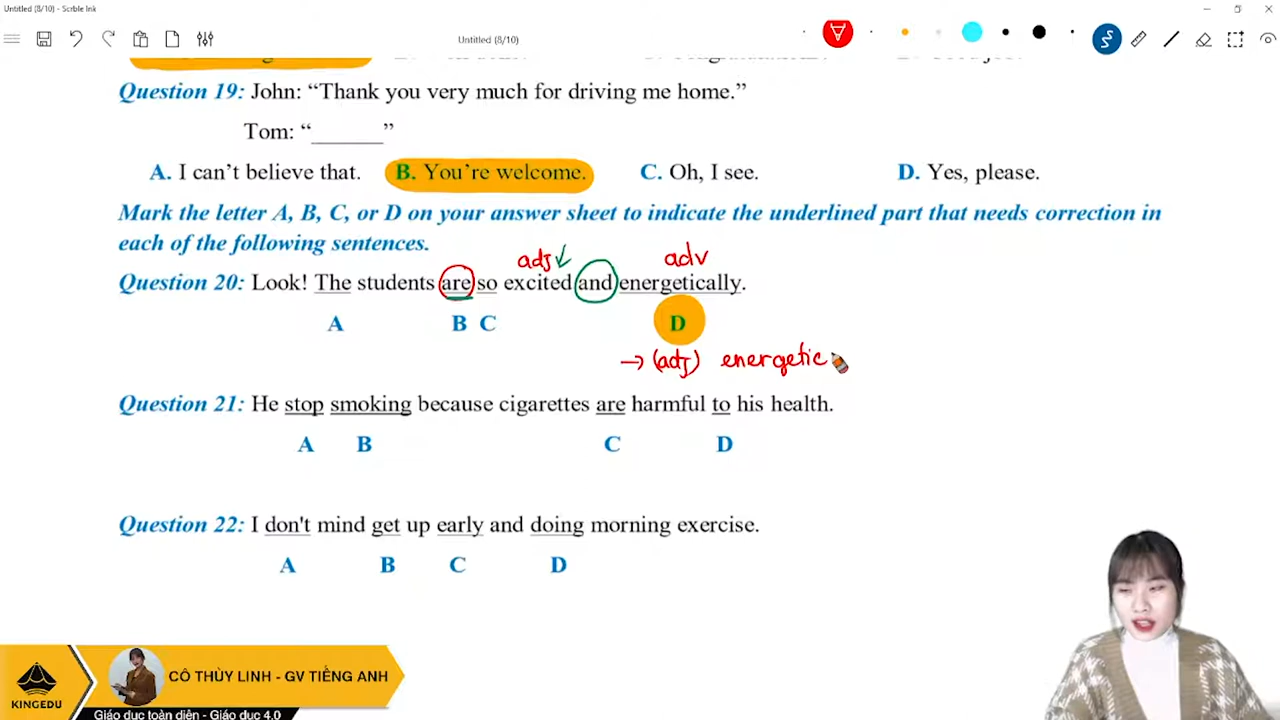 Untitled (8/10) - Scrble Ink
Untitled (8/10)
Question 19: John: “Thank you very much for driving me home.”
Tom: “______”
A. I can’t believe that. B. You’re welcome. C. Oh, I see. D. Yes, please.
Mark the letter A, B, C, or D on your answer sheet to indicate the underlined part that needs correction in
each of the following sentences.
adj adv
Question 20: Look! The students are so excited and energetically.
A B C D
→ (adj) energetic
Question 21: He stop smoking because cigarettes are harmful to his health.
A B C D
Question 22: I don't mind get up early and doing morning exercise.
A B C D
CÔ THÙY LINH - GV TIẾNG ANH
KINGEDU
Giáo dục toàn diện - Giáo dục 4.0